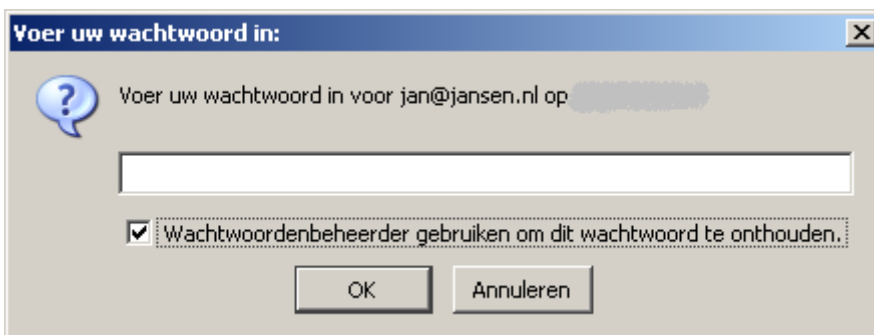 Voer uw wachtwoord in:
Voer uw wachtwoord in voor jan@jansen.nl op
Wachtwoordenbeheerder gebruiken om dit wachtwoord te onthouden.
OK Annuleren